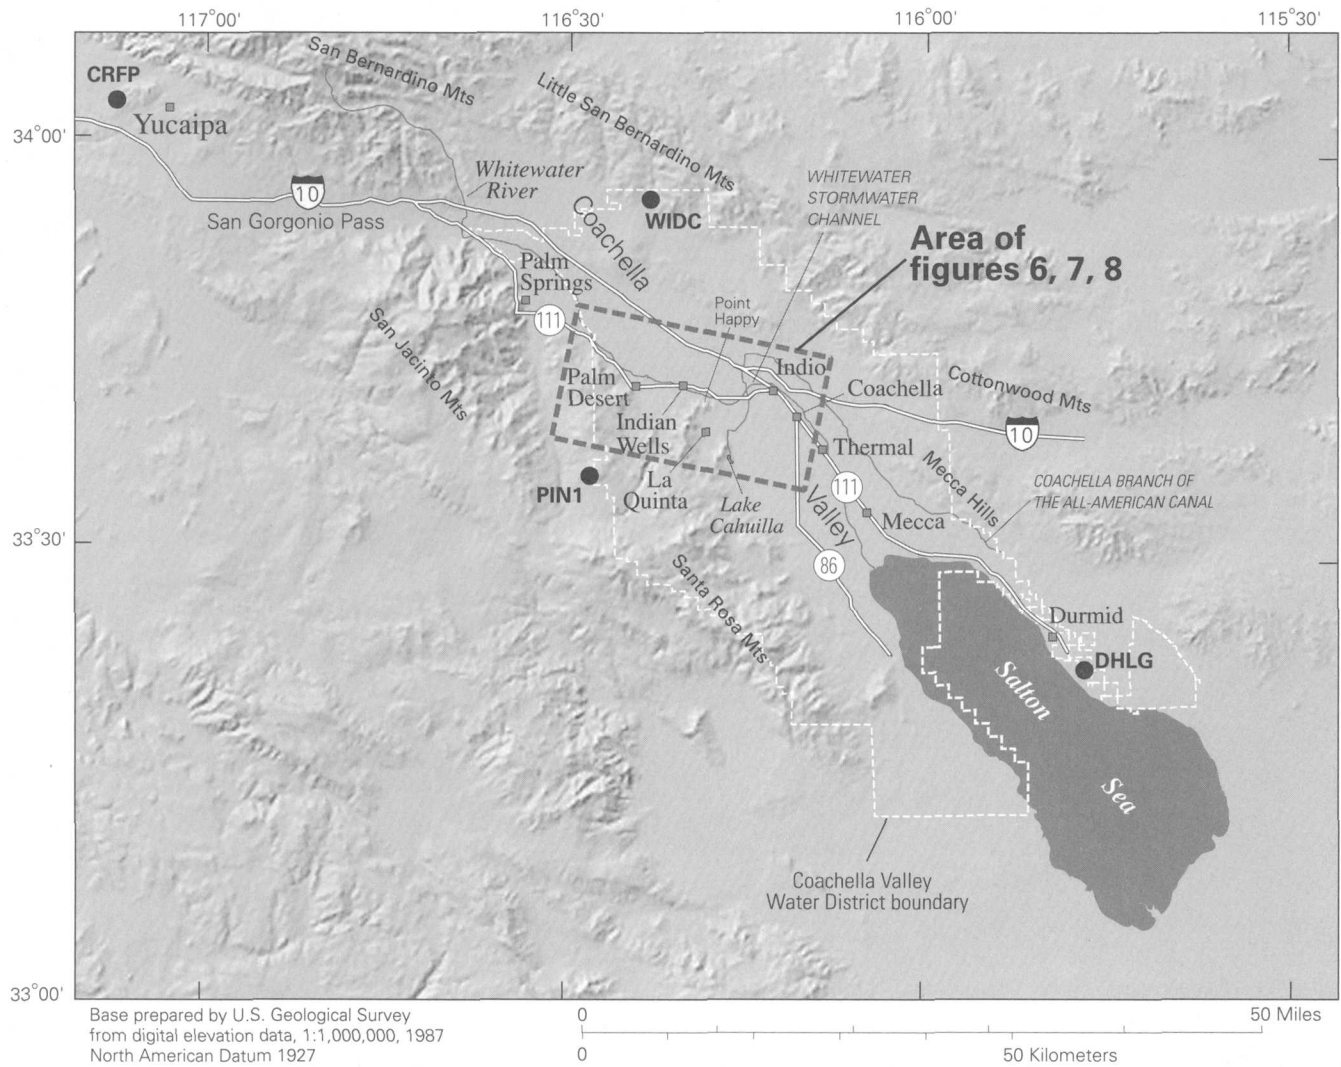 117°00'
116°30'
116°00'
115°30'
San Bernardino Mts
CRFP
Little San Bernardino Mts
Yucaipa
34°00'
Whitewater
River
WHITEWATER
STORMWATER
CHANNEL
10
San Gorgonio Pass
WIDC
Coachella
Area of
figures 6, 7, 8
Palm
Springs
Point
Happy
111
San Jacinto Mts
Indio
Palm
Desert
Coachella
Cottonwood Mts
Indian
Wells
10
Thermal
PIN1
La
Quinta
Lake
Cahuilla
Valley
111
Mecca Hills
COACHELLA BRANCH OF
THE ALL-AMERICAN CANAL
Mecca
33°30'
86
Santa Rosa Mts
Durmid
DHLG
Salton
Sea
Coachella Valley
Water District boundary
33°00'
Base prepared by U.S. Geological Survey
from digital elevation data, 1:1,000,000, 1987
North American Datum 1927
0
50 Miles
0
50 Kilometers